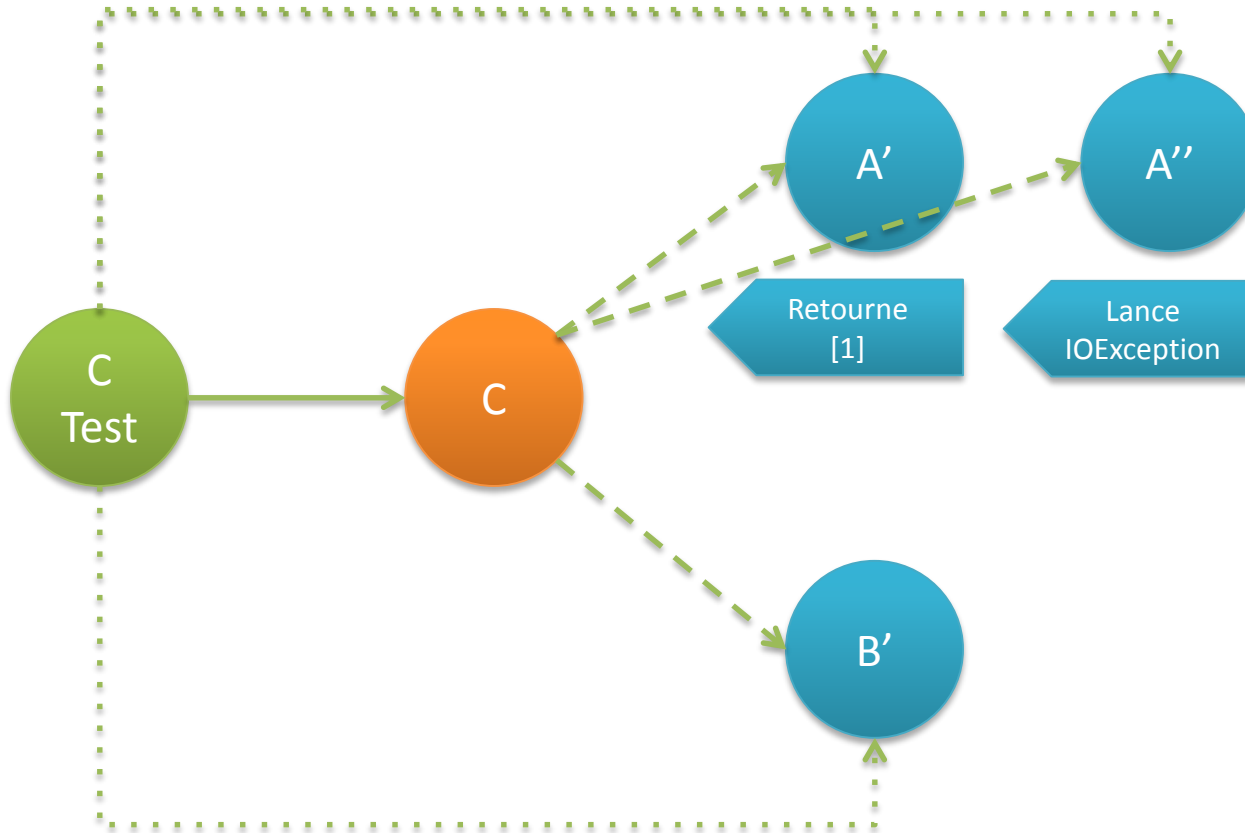 A’
A’’
Retourne
[1]
Lance
IOException
C
Test
C
B’